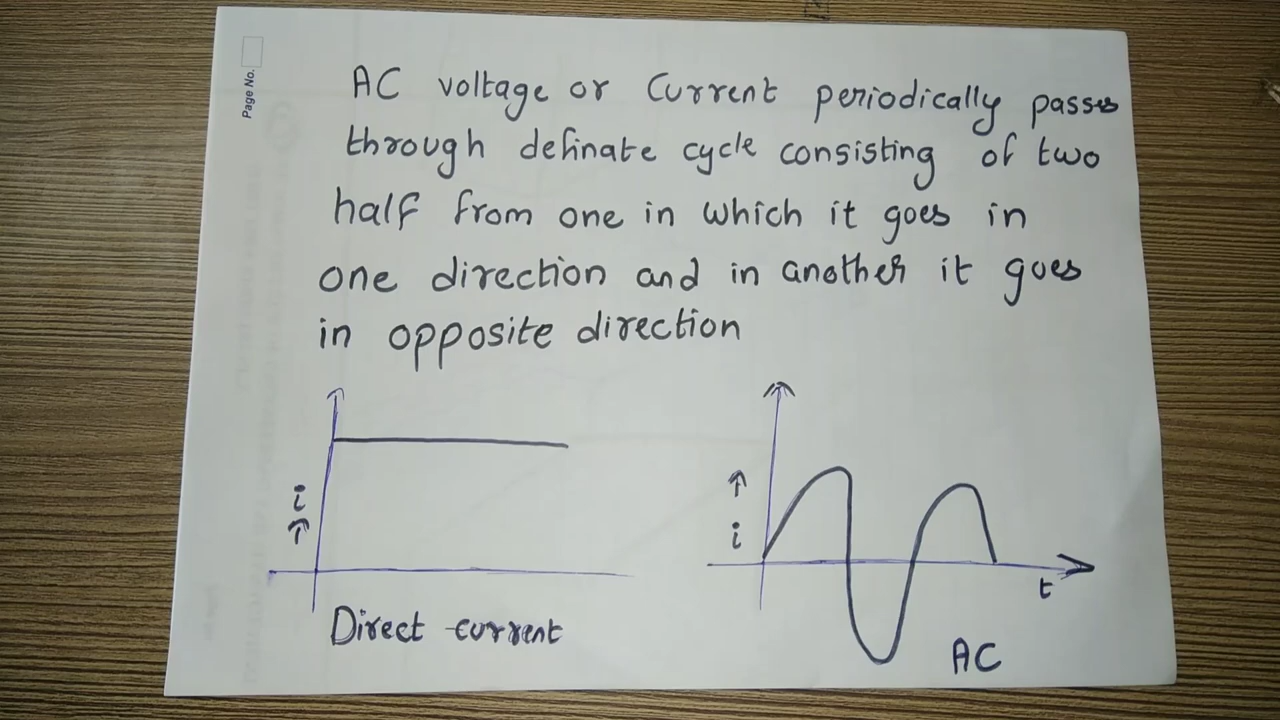 Page No.
AC voltage or Current periodically passes
through definate cycle consisting of two
half from one in which it goes in
one direction and in another it goes
in opposite direction
i
Direct current
i
t
AC